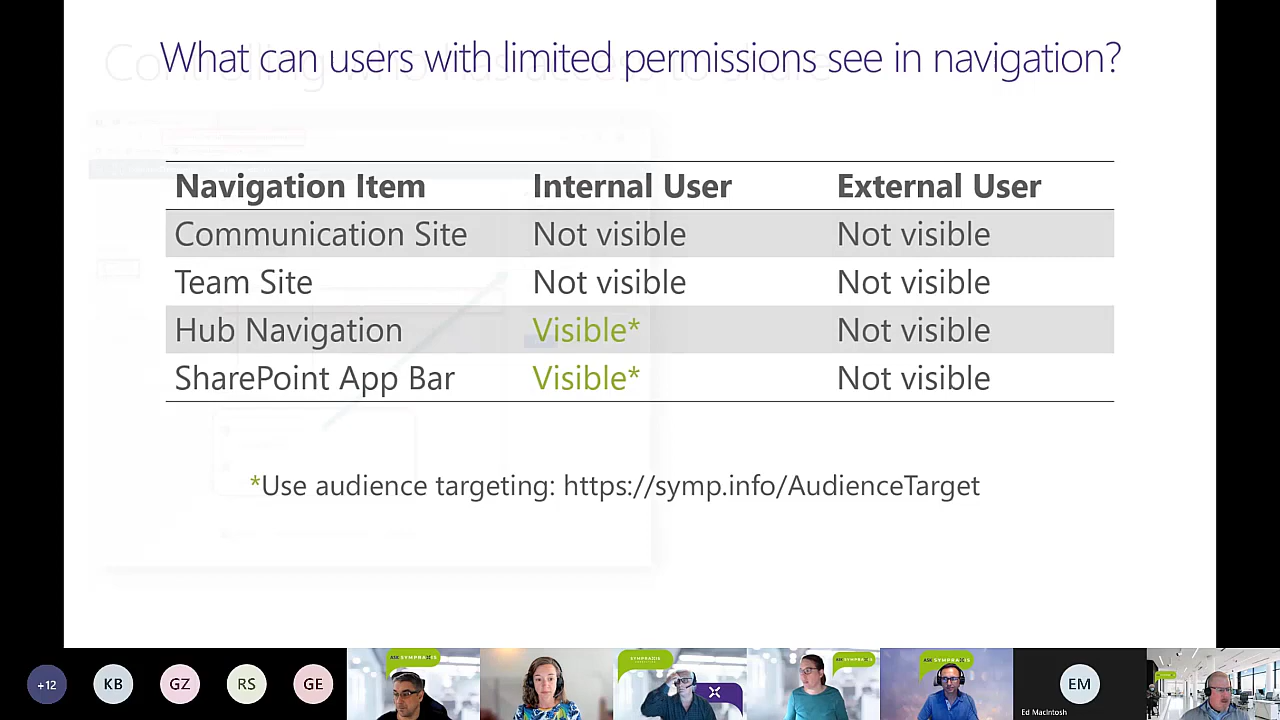 What can users with limited permissions see in navigation?
Navigation Item Internal User External User
Communication Site Not visible Not visible
Team Site Not visible Not visible
Hub Navigation Visible* Not visible
SharePoint App Bar Visible* Not visible
*Use audience targeting: https://symp.info/AudienceTarget
+12 KB GZ RS GE EM
Ed MacIntosh